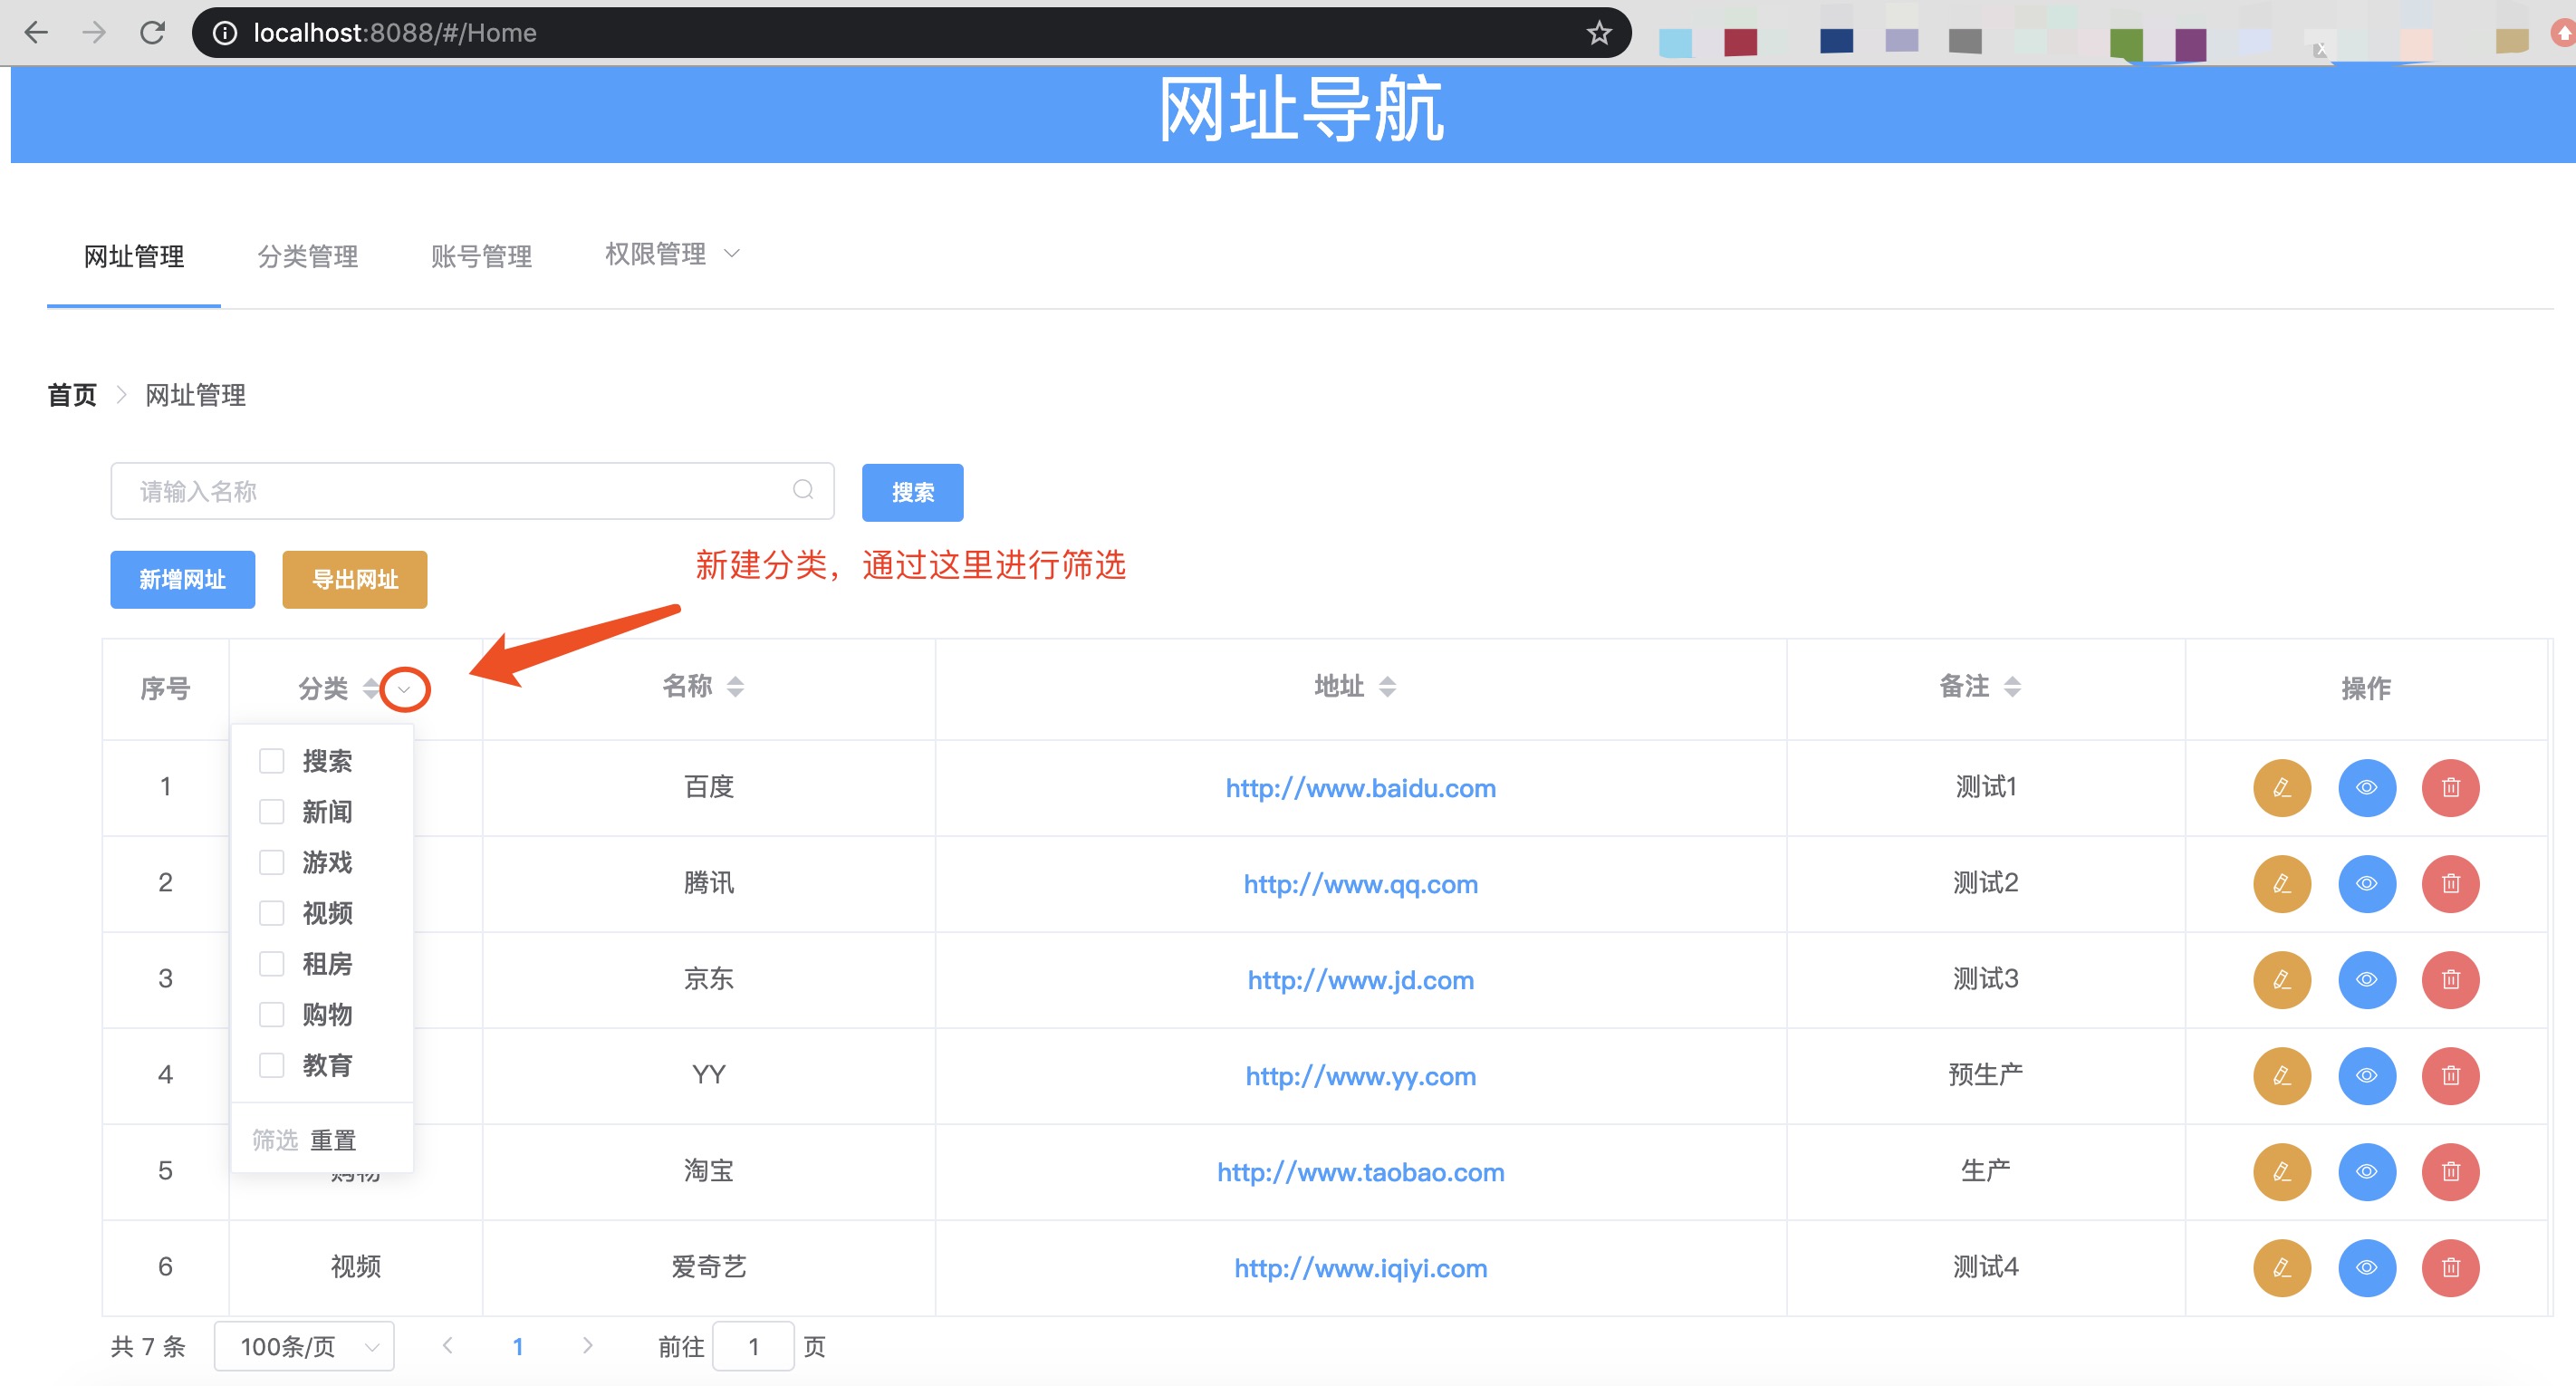 localhost:8088/#/Home
网址导航
网址管理 分类管理 账号管理 权限管理
首页 网址管理
请输入名称 搜索
新建分类，通过这里进行筛选
新增网址 导出网址
序号 分类 名称 地址 备注 操作
搜索
1 百度 http://www.baidu.com 测试1
新闻
游戏
2 腾讯 http://www.qq.com 测试2
视频
租房
3 京东 http://www.jd.com 测试3
购物
教育
4 YY http://www.yy.com 预生产
筛选 重置
5 购物 淘宝 http://www.taobao.com 生产
6 视频 爱奇艺 http://www.iqiyi.com 测试4
共 7 条 100条/页 1 前往 1 页